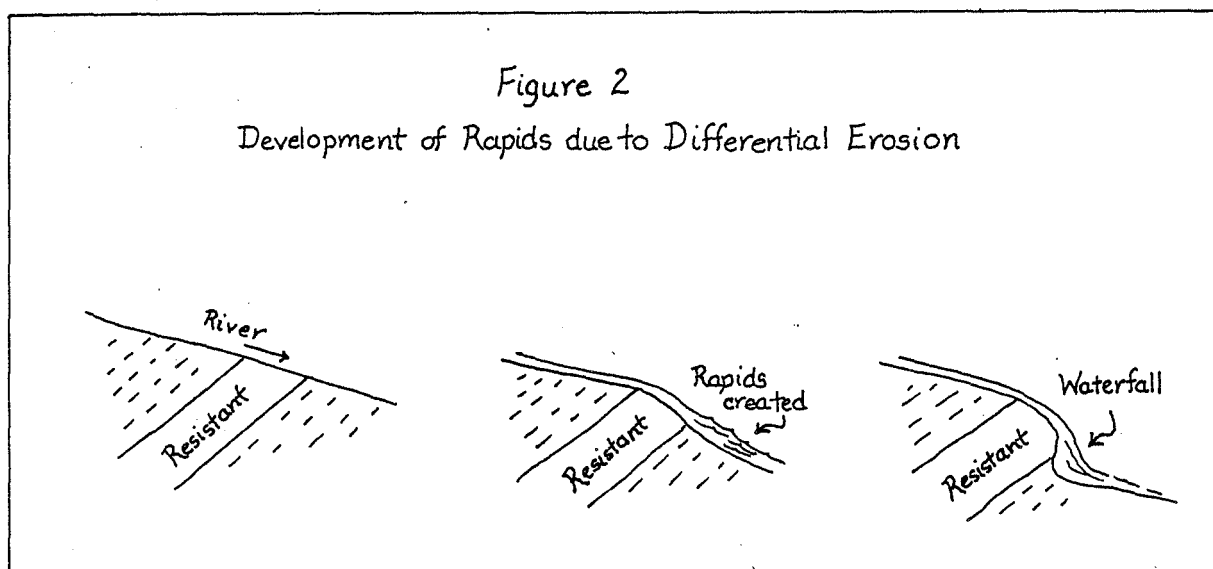 Figure 2
Development of Rapids due to Differential Erosion
River
Resistant
Rapids
created
Resistant
Waterfall
Resistant